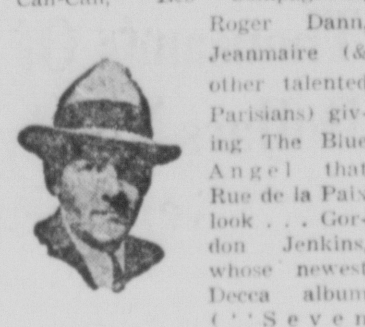 Roger Dann,
Jeanmaire (&
other talented
Parisians) giv-
ing The Blue
Angel that
Rue de la Paix
look . . . Gor-
don Jenkins,
whose newest
Decca album
(''Seven